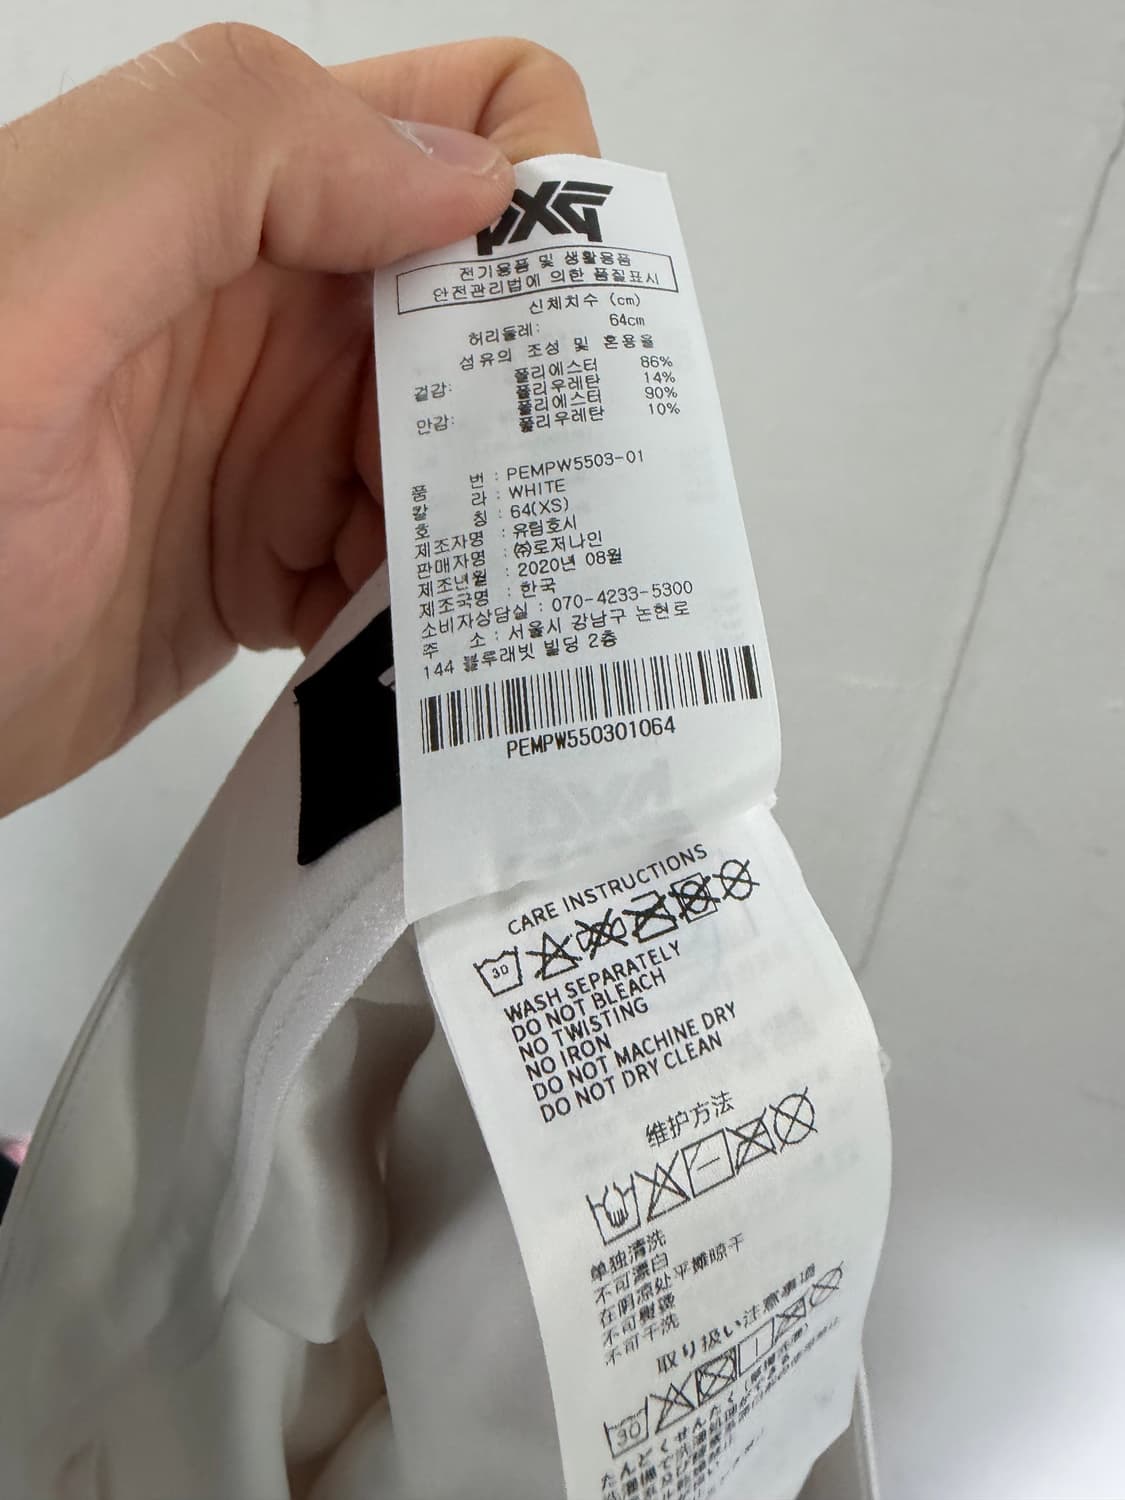 PXG
전기용품 및 생활용품
안전관리법에 의한 품질표시
신체치수 (cm)
허리둘레: 64cm
섬유의 조성 및 혼용율
겉감: 폴리에스터 86%
폴리우레탄 14%
안감: 폴리에스터 90%
폴리우레탄 10%
품 번 : PEMPW5503-01
칼 라 : WHITE
호 칭 : 64(XS)
제조자명 : 유림호시
판매자명 : ㈜로저나인
제조년월 : 2020년 08월
제조국명 : 한국
소비자상담실 : 070-4233-5300
주 소 : 서울시 강남구 논현로
144 블루래빗 빌딩 2층
PEMPW550301064
CARE INSTRUCTIONS
30
WASH SEPARATELY
DO NOT BLEACH
NO TWISTING
NO IRON
DO NOT MACHINE DRY
DO NOT DRY CLEAN
维护方法
单独清洗
不可漂白
在阴凉处平摊晾干
不可熨烫
不可干洗
取り扱い注意事項
30